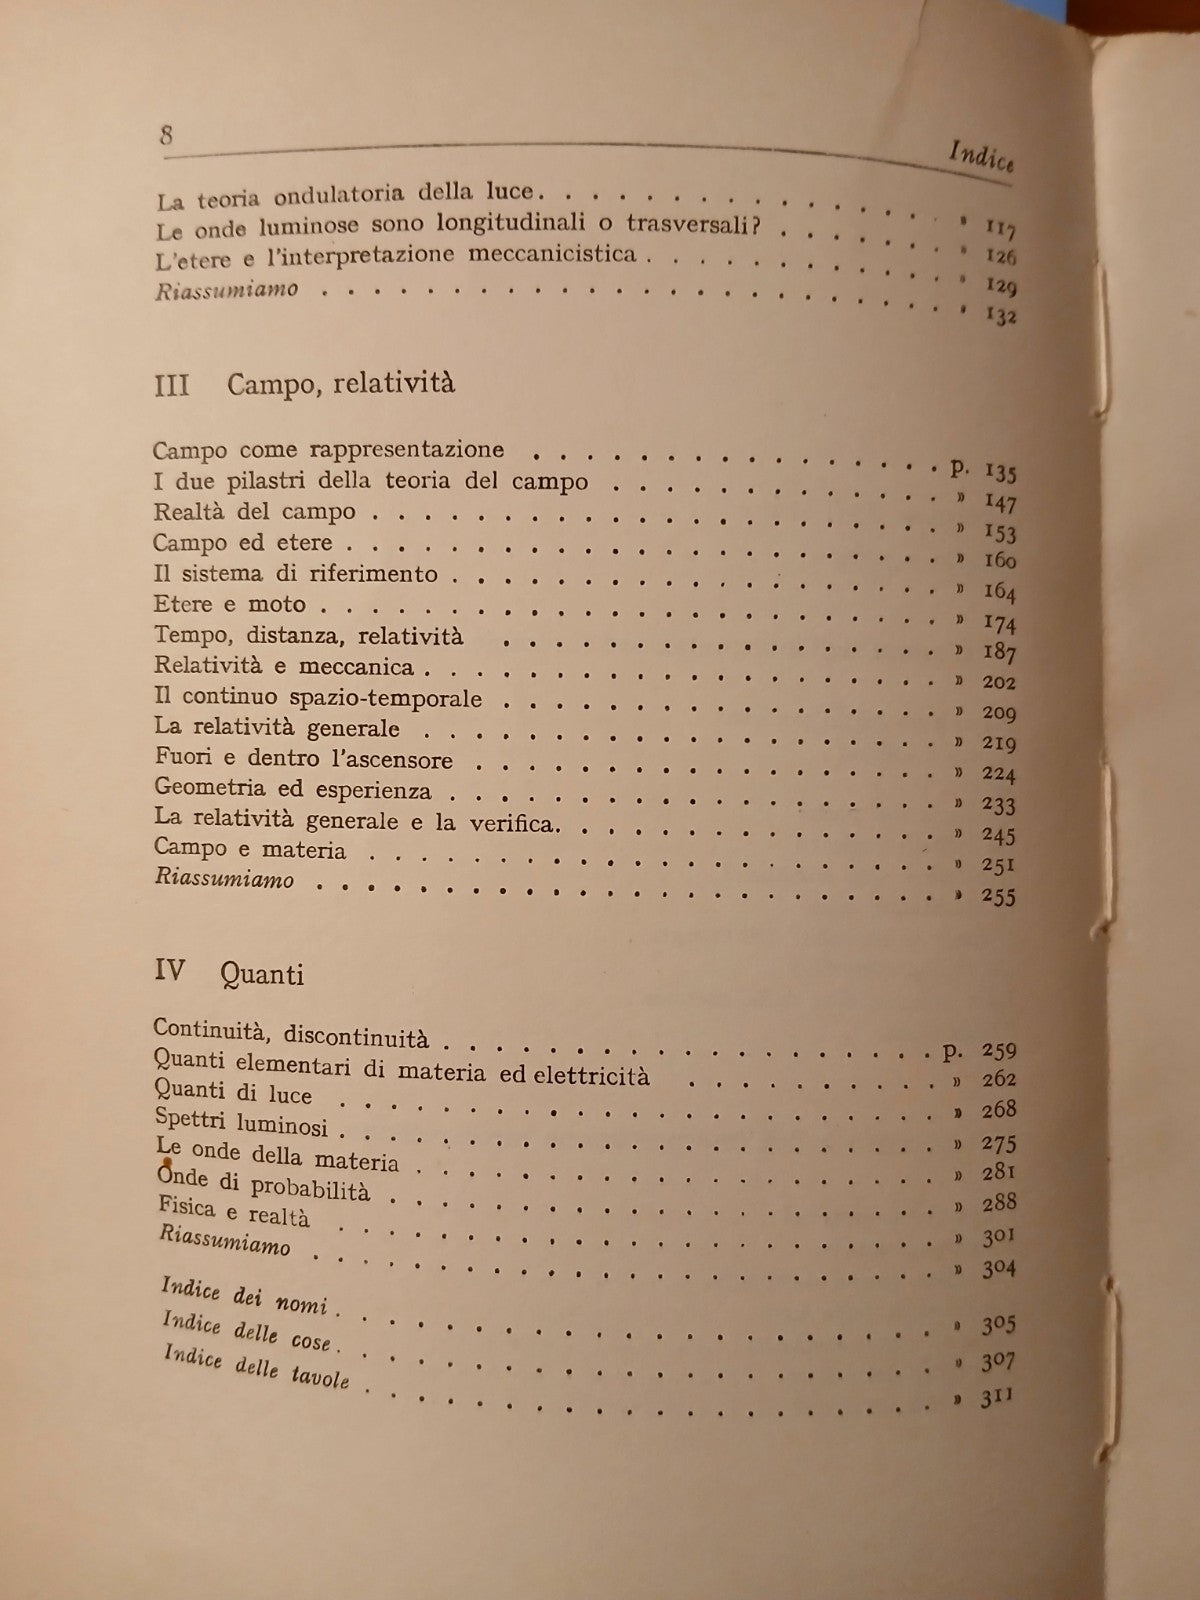 8
Indice
La teoria ondulatoria della luce . . . . . . . . . . . . . . . . » 117
Le onde luminose sono longitudinali o trasversali? . . . . . . . » 126
L'etere e l'interpretazione meccanicistica . . . . . . . . . . . . » 129
Riassumiamo . . . . . . . . . . . . . . . . . . . . . . . . » 132
III Campo, relatività
Campo come rappresentazione . . . . . . . . . . . . . . . . p. 135
I due pilastri della teoria del campo . . . . . . . . . . . . . » 147
Realtà del campo . . . . . . . . . . . . . . . . . . . . . . » 153
Campo ed etere . . . . . . . . . . . . . . . . . . . . . . . » 160
Il sistema di riferimento . . . . . . . . . . . . . . . . . . . » 164
Etere e moto . . . . . . . . . . . . . . . . . . . . . . . . » 174
Tempo, distanza, relatività . . . . . . . . . . . . . . . . . » 187
Relatività e meccanica . . . . . . . . . . . . . . . . . . . . » 202
Il continuo spazio-temporale . . . . . . . . . . . . . . . . . » 209
La relatività generale . . . . . . . . . . . . . . . . . . . . » 219
Fuori e dentro l'ascensore . . . . . . . . . . . . . . . . . . » 224
Geometria ed esperienza . . . . . . . . . . . . . . . . . . . » 233
La relatività generale e la verifica . . . . . . . . . . . . . . . » 245
Campo e materia . . . . . . . . . . . . . . . . . . . . . . » 251
Riassumiamo . . . . . . . . . . . . . . . . . . . . . . . . » 255
IV Quanti
Continuità, discontinuità . . . . . . . . . . . . . . . . . . . p. 259
Quanti elementari di materia ed elettricità . . . . . . . . . . » 262
Quanti di luce . . . . . . . . . . . . . . . . . . . . . . . » 268
Spettri luminosi . . . . . . . . . . . . . . . . . . . . . . . » 275
Le onde della materia . . . . . . . . . . . . . . . . . . . . » 281
Onde di probabilità . . . . . . . . . . . . . . . . . . . . . » 288
Fisica e realtà . . . . . . . . . . . . . . . . . . . . . . . » 301
Riassumiamo . . . . . . . . . . . . . . . . . . . . . . . . » 304
Indice dei nomi . . . . . . . . . . . . . . . . . . . . . . . » 305
Indice delle cose . . . . . . . . . . . . . . . . . . . . . . . » 307
Indice delle tavole . . . . . . . . . . . . . . . . . . . . . . » 311